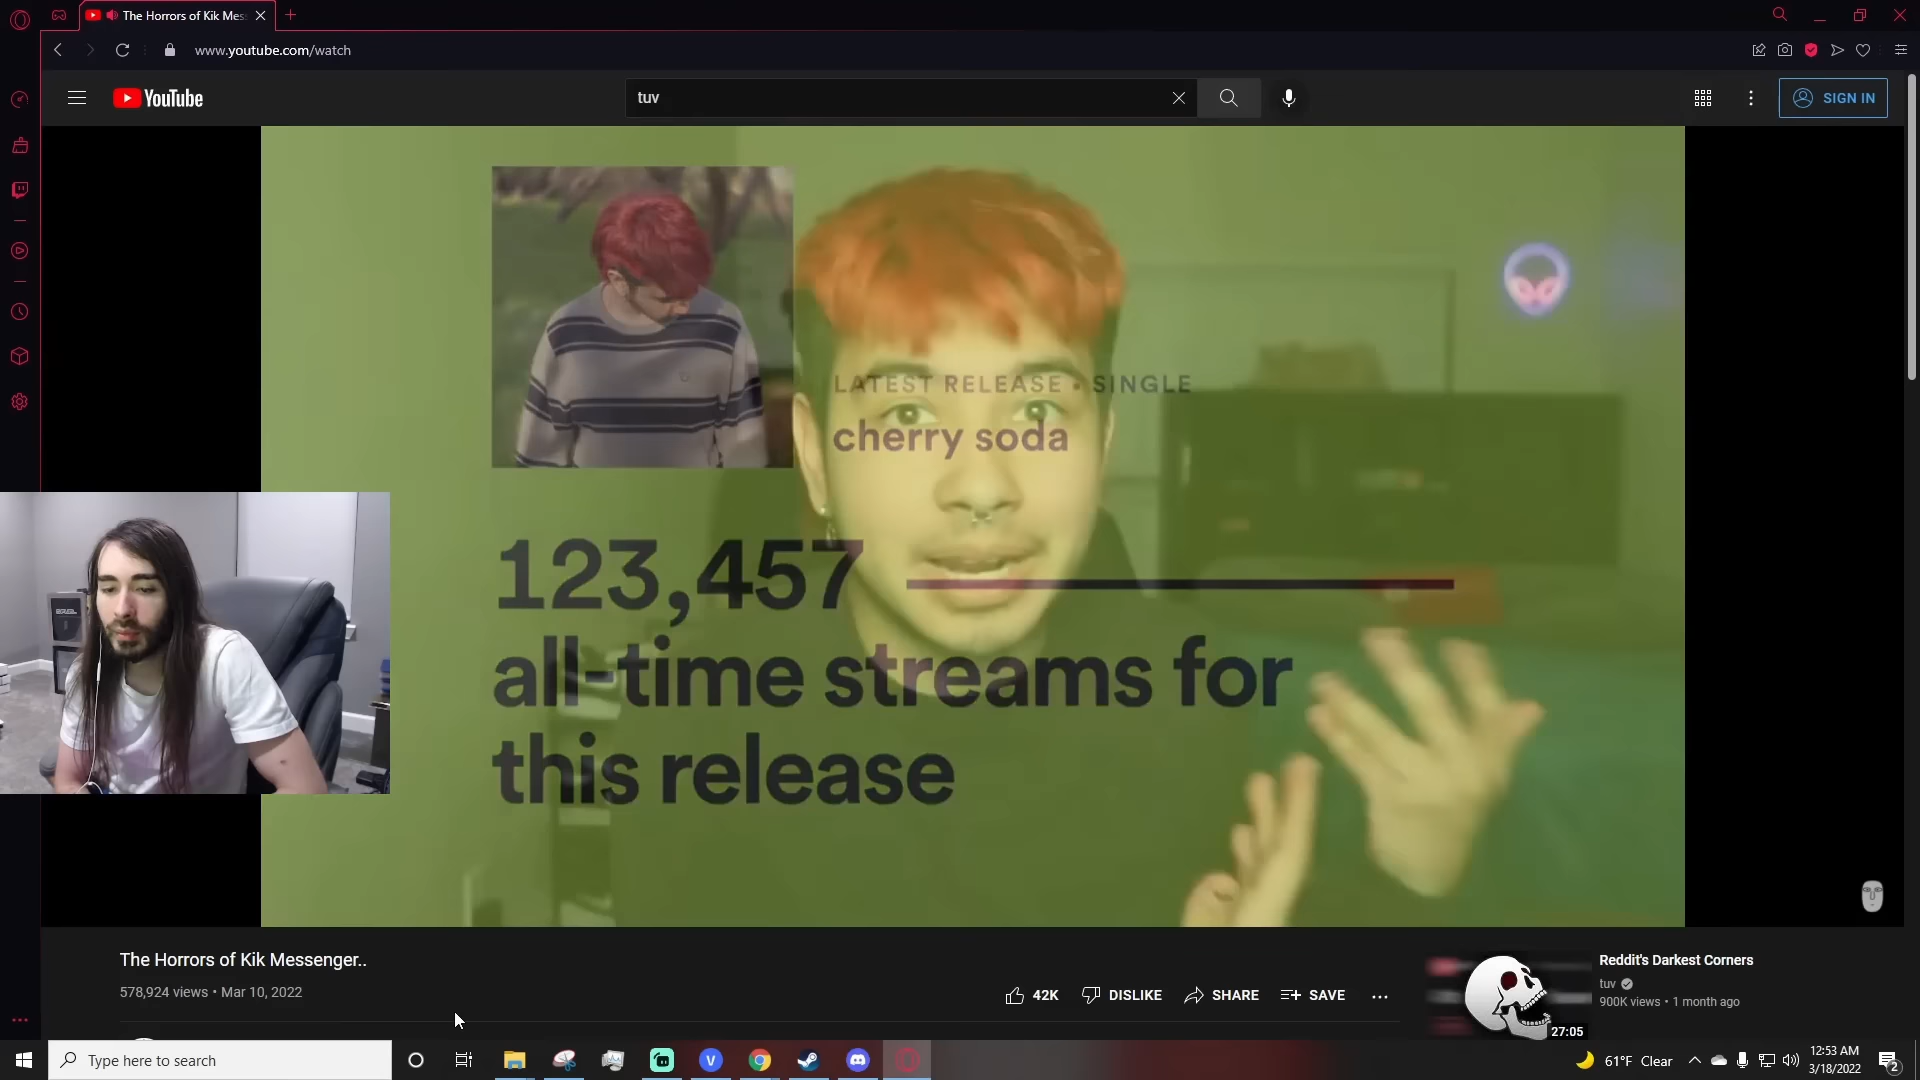 The Horrors of Kik Mes
www.youtube.com/watch
YouTube
tuv
SIGN IN
LATEST RELEASE • SINGLE
cherry soda
123,457
all-time streams for
this release
The Horrors of Kik Messenger..
578,924 views • Mar 10, 2022
42K
DISLIKE
SHARE
SAVE
Reddit's Darkest Corners
tuv
900K views • 1 month ago
27:05
Type here to search
61°F Clear
12:53 AM
3/18/2022
2